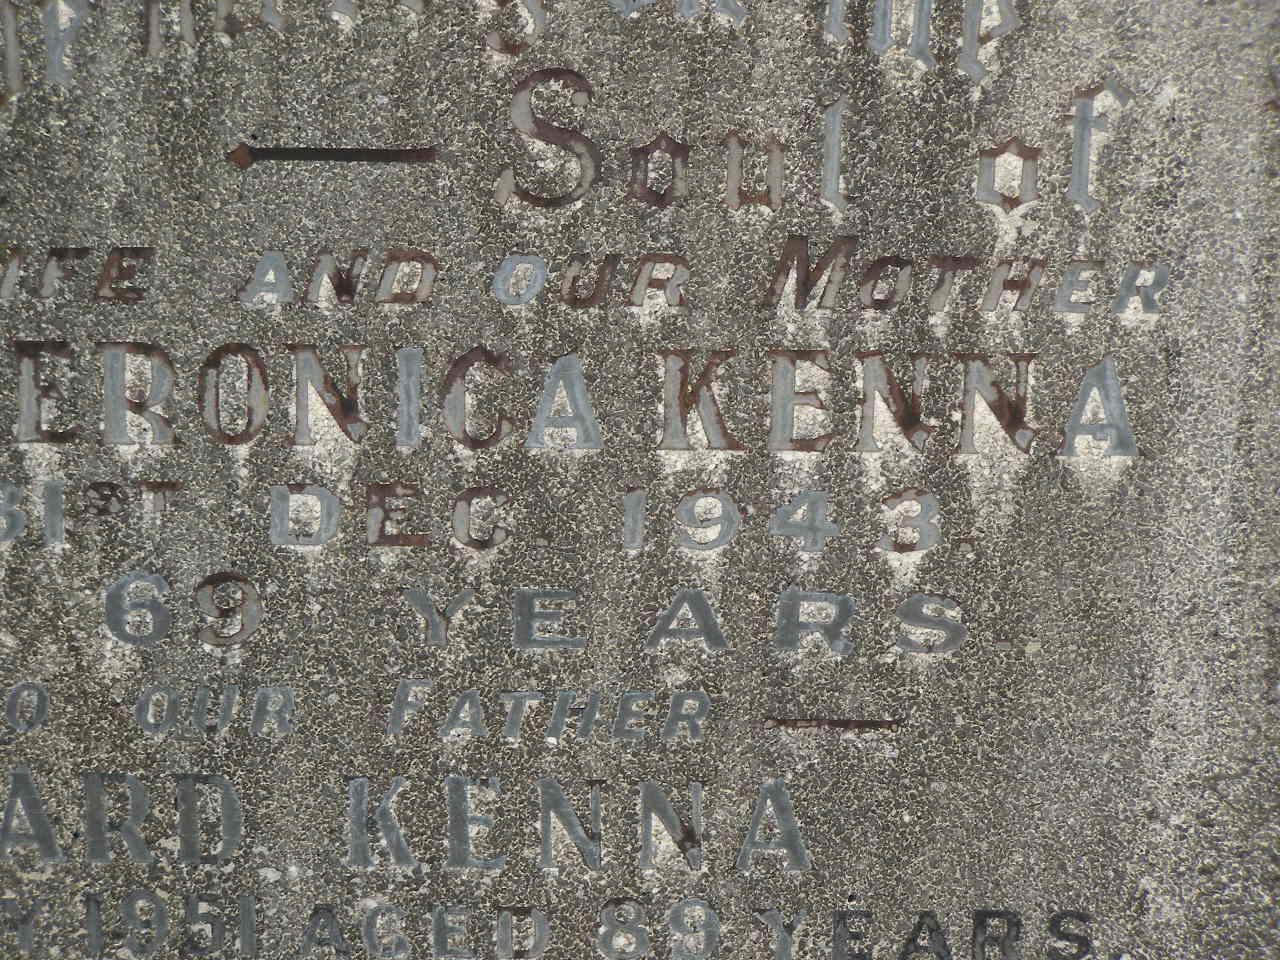 Soul of
IFE AND OUR MOTHER
ERONICA KENNA
31ST DEC. 1943.
69 YEARS.
O OUR FATHER
ARD KENNA
Y 1951 AGED 89 YEARS.